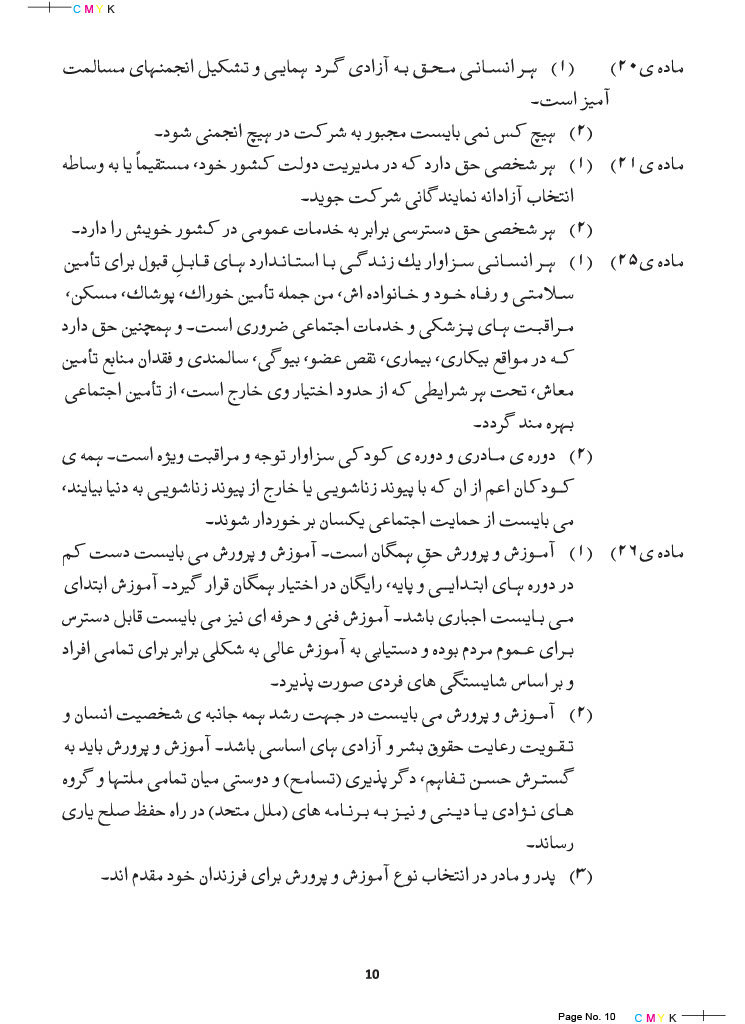 CMYK
ماده ی۲۰) (۱) هر انسانی محق به آزادی گرد همایی و تشکیل انجمنهای مسالمت
آمیز است۔
(۲) هیچ کس نمی بایست مجبور به شرکت در هیچ انجمنی شود۔
ماده ی۲۱) (۱) هر شخصی حق دارد که در مدیریت دولت کشور خود، مستقیماً یا به وساطه
انتخاب آزادانه نمایندگانی شرکت جوید۔
(۲) هر شخصی حق دسترسی برابر به خدمات عمومی در کشور خویش را دارد۔
ماده ی۲۵) (۱) هر انسانی سزاوار یك زندگی با استاندارد های قابلِ قبول برای تأمین
سلامتی و رفاه خود و خانواده اش، من جمله تأمین خوراك، پوشاك، مسکن،
مراقبت های پزشکی و خدمات اجتماعی ضروری است۔ و همچنین حق دارد
که در مواقع بیکاری، بیماری، نقص عضو، بیوگی، سالمندی و فقدان منابع تأمین
معاش، تحت هر شرایطی که از حدود اختیار وی خارج است، از تأمین اجتماعی
بهره مند گردد۔
(۲) دوره ی مادری و دوره ی کودکی سزاوار توجه و مراقبت ویژه است۔ همه ی
کودکان اعم از ان که با پیوند زناشویی یا خارج از پیوند زناشویی به دنیا بیایند،
می بایست از حمایت اجتماعی یکسان بر خوردار شوند۔
ماده ی۲۶) (۱) آموزش و پرورش حقِ همگان است۔ آموزش و پرورش می بایست دست کم
در دوره های ابتدایی و پایه، رایگان در اختیار همگان قرار گیرد۔ آموزش ابتدای
می بایست اجباری باشد۔ آموزش فنی و حرفه ای نیز می بایست قابل دسترس
برای عموم مردم بوده و دستیابی به آموزش عالی به شکلی برابر برای تمامی افراد
و بر اساس شایستگی های فردی صورت پذیرد۔
(۲) آموزش و پرورش می بایست در جهت رشد همه جانبه ی شخصیت انسان و
تقویت رعایت حقوق بشر و آزادی های اساسی باشد۔ آموزش و پرورش باید به
گسترش حسن تفاهم، دگر پذیری (تسامح) و دوستی میان تمامی ملتها و گروه
های نژادی یا دینی و نیز به برنامه های (ملل متحد) در راه حفظ صلح یاری
رساند۔
(۳) پدر و مادر در انتخاب نوع آموزش و پرورش برای فرزندان خود مقدم اند۔
10
Page No. 10 CMYK